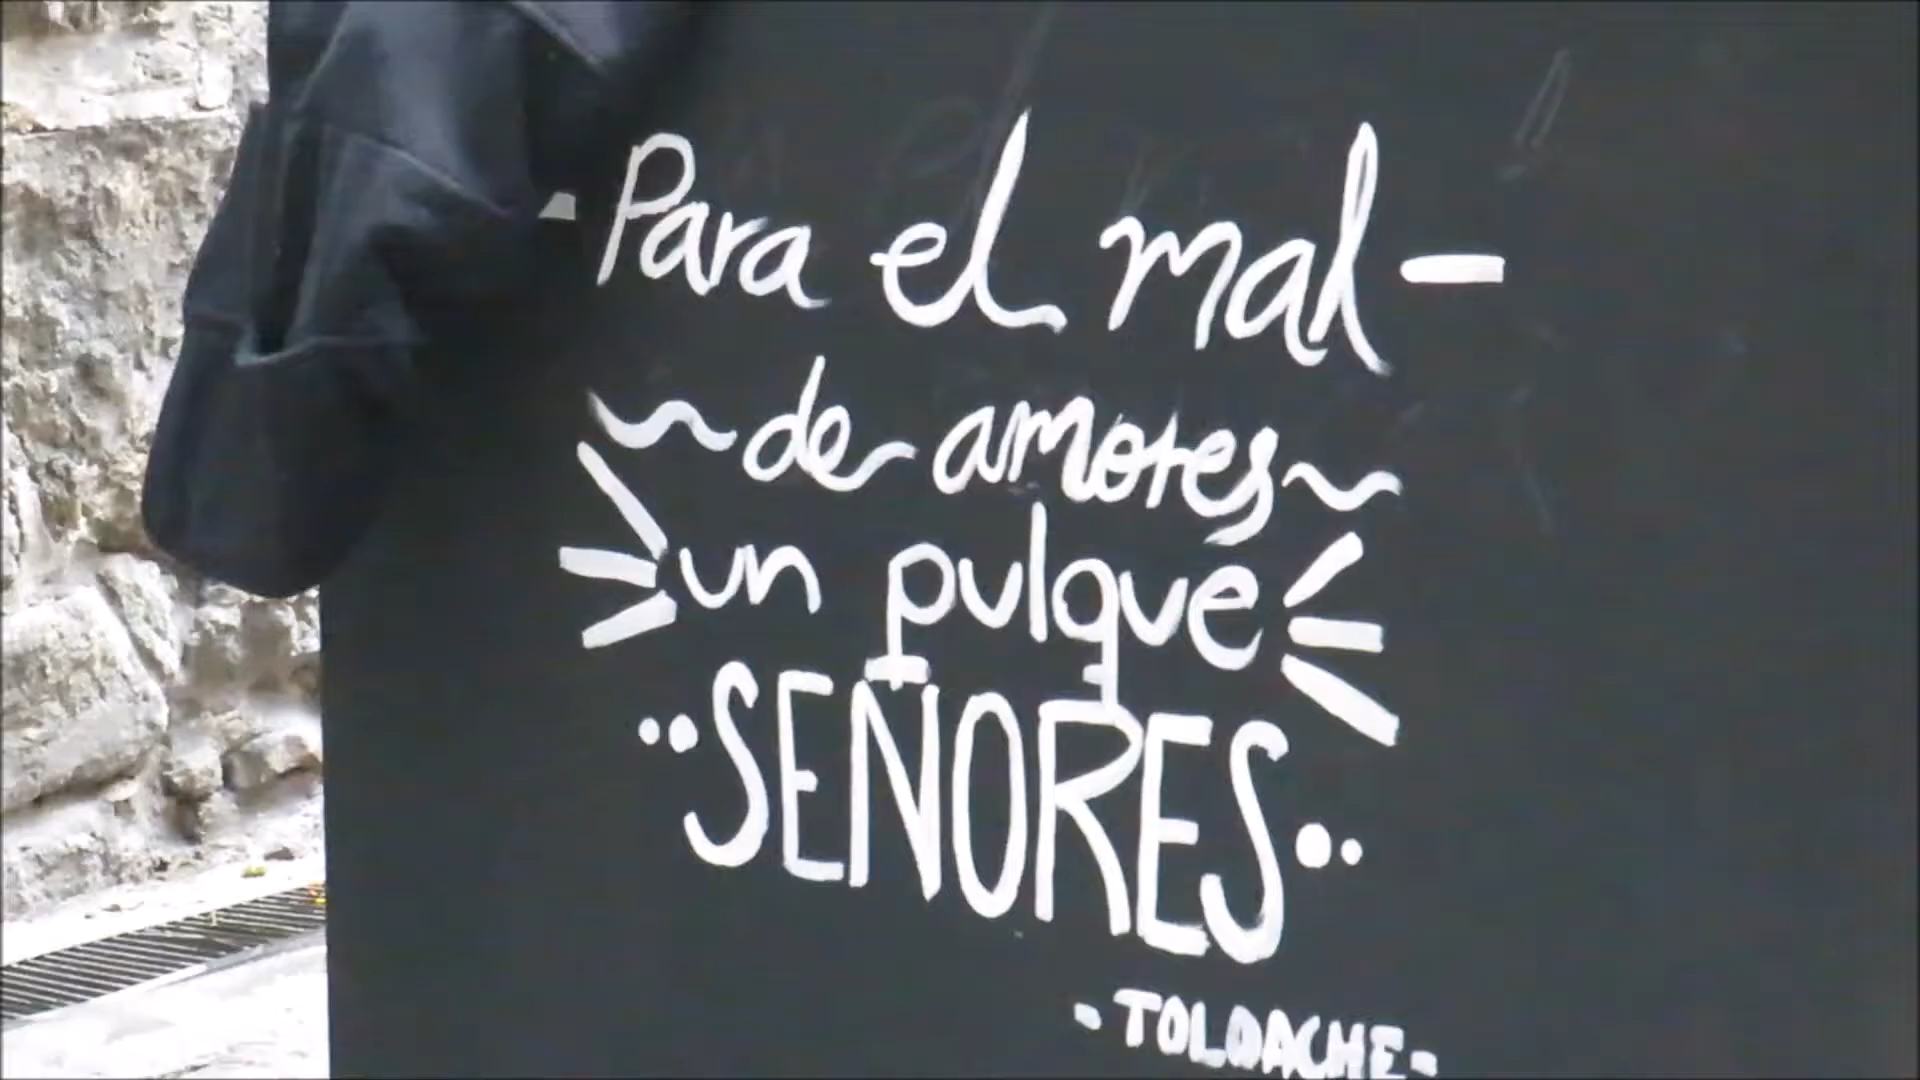 - Para el mal -
~ de amores ~
un pulque
SEÑORES
- TOLOACHE -